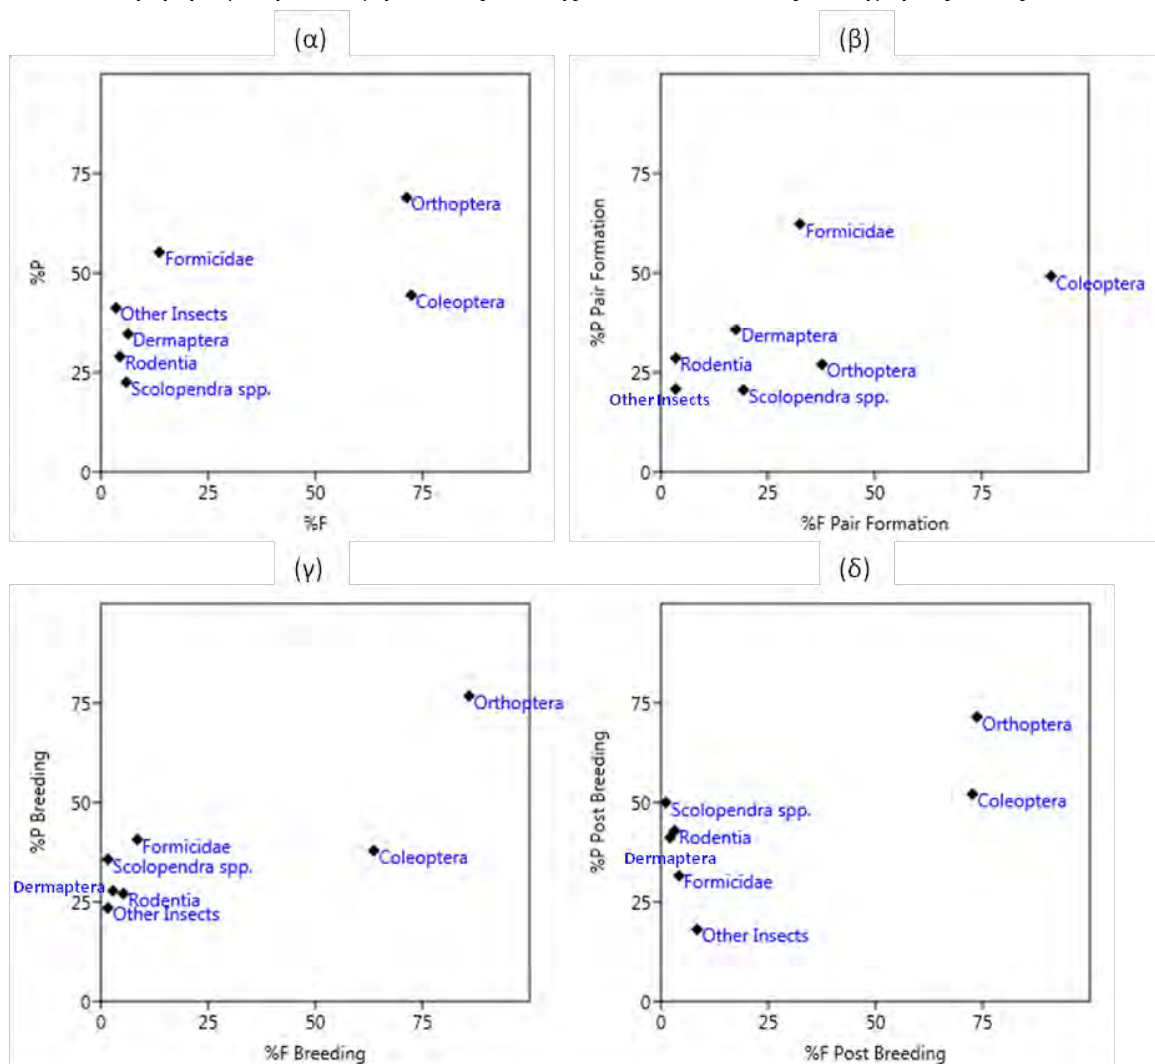 (α)
75
50
25
0
%P
Orthoptera
Formicidae
Coleoptera
Other Insects
Dermaptera
Rodentia
Scolopendra spp.
0 25 50 75
%F
(β)
75
50
25
0
%P Pair Formation
Formicidae
Coleoptera
Dermaptera
Rodentia
Orthoptera
Other Insects
Scolopendra spp.
0 25 50 75
%F Pair Formation
(γ)
75
50
25
0
%P Breeding
Orthoptera
Formicidae
Coleoptera
Scolopendra spp.
Dermaptera
Rodentia
Other Insects
0 25 50 75
%F Breeding
(δ)
75
50
25
0
%P Post Breeding
Orthoptera
Coleoptera
Scolopendra spp.
Rodentia
Dermaptera
Formicidae
Other Insects
0 25 50 75
%F Post Breeding